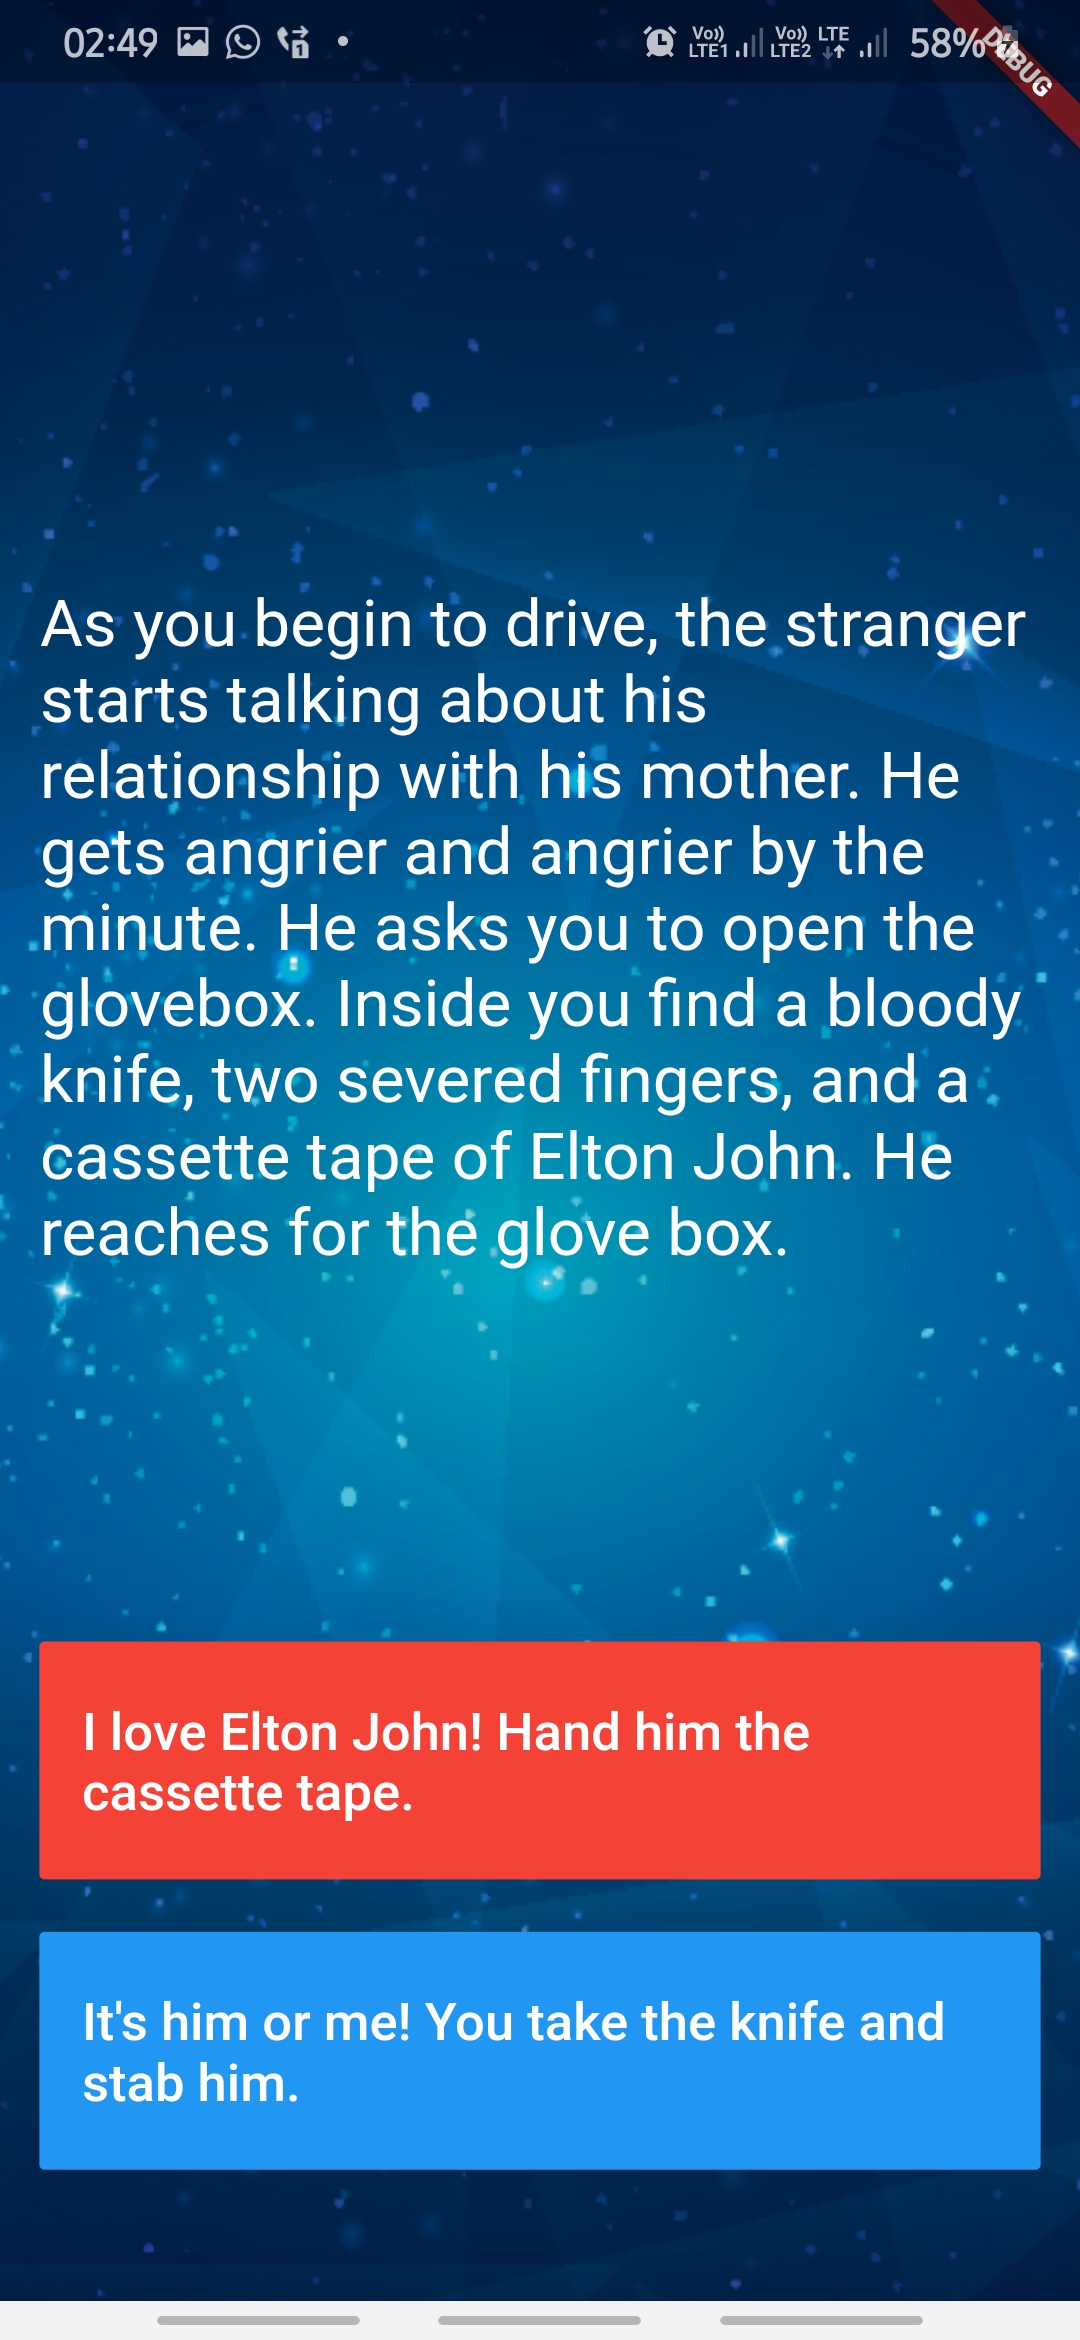 02:49
1
Vo)) LTE1
Vo)) LTE LTE2
58%
DEBUG
As you begin to drive, the stranger
starts talking about his
relationship with his mother. He
gets angrier and angrier by the
minute. He asks you to open the
glovebox. Inside you find a bloody
knife, two severed fingers, and a
cassette tape of Elton John. He
reaches for the glove box.
I love Elton John! Hand him the
cassette tape.
It's him or me! You take the knife and
stab him.